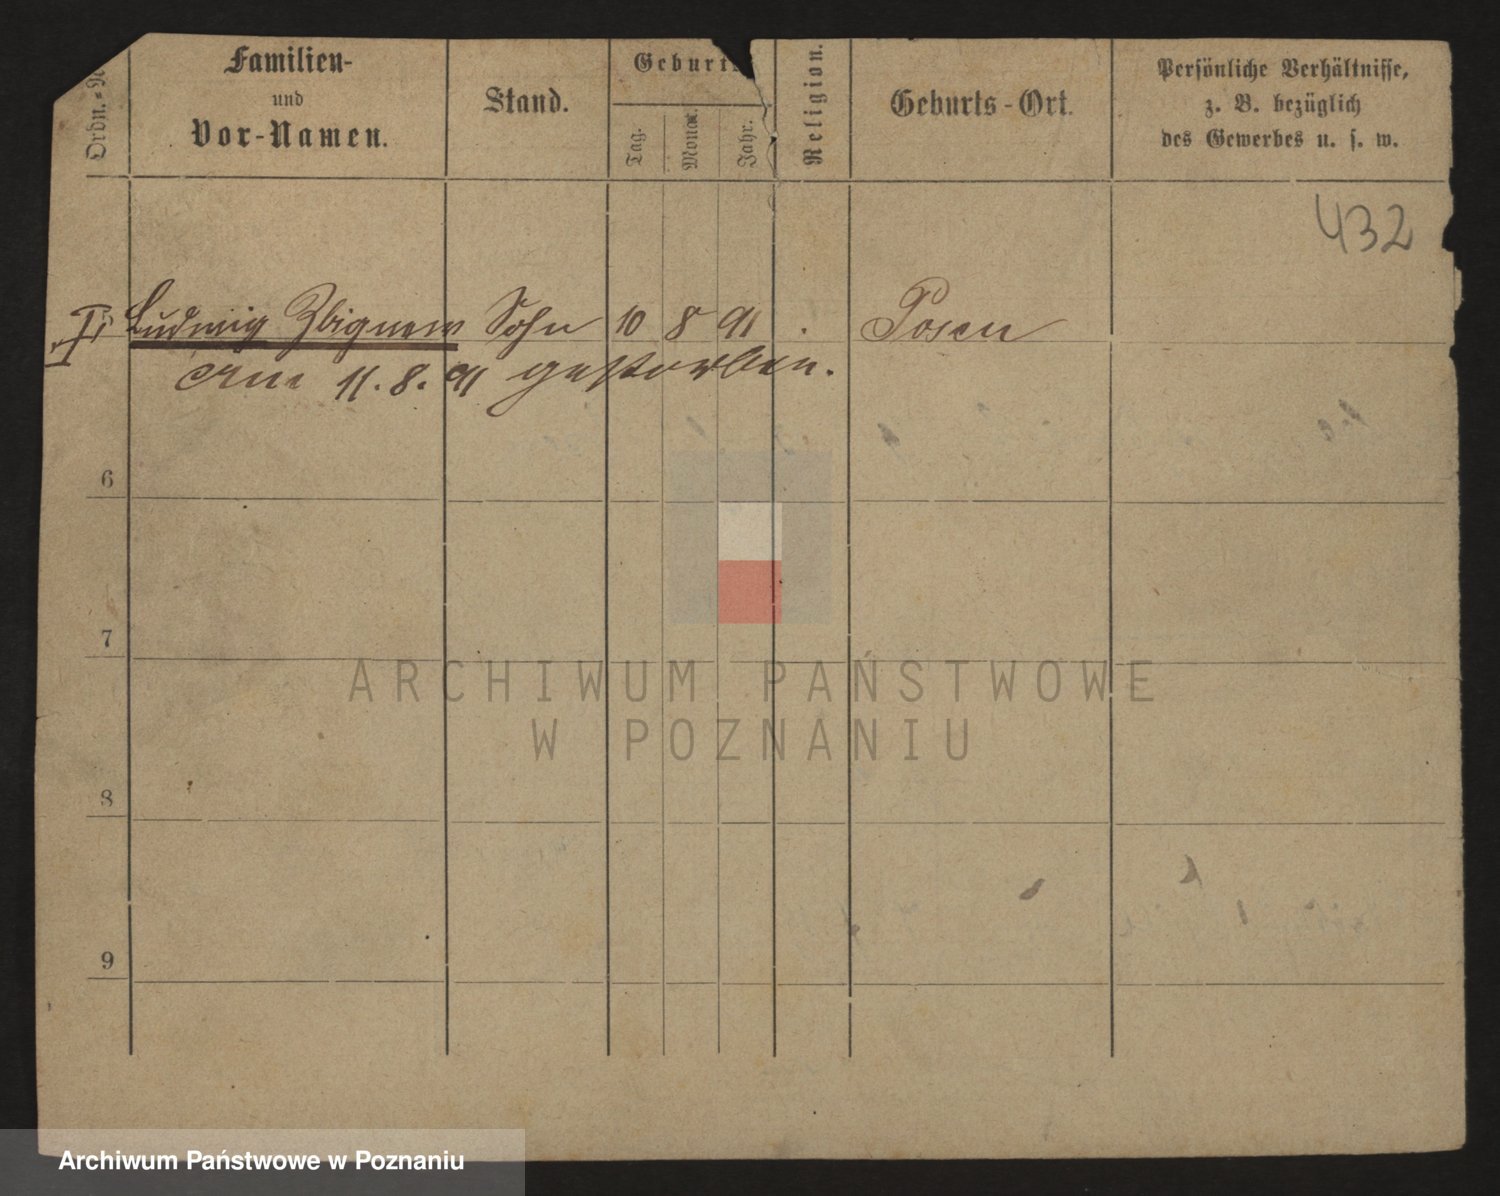 Ordn.-N
Familien-
und
Vor-Namen.
Stand.
Geburts
Tag.
Monat.
Jahr.
Religion.
Geburts-Ort.
Persönliche Verhältnisse,
z. B. bezüglich
des Gewerbes u. s. w.
432
Ludwig Zbigniew Sohn 10 8 91 . Posen
Am 11.8.91 gestorben.
6
7
ARCHIWUM PAŃSTWOWE
W POZNANIU
8
9
Archiwum Państwowe w Poznaniu